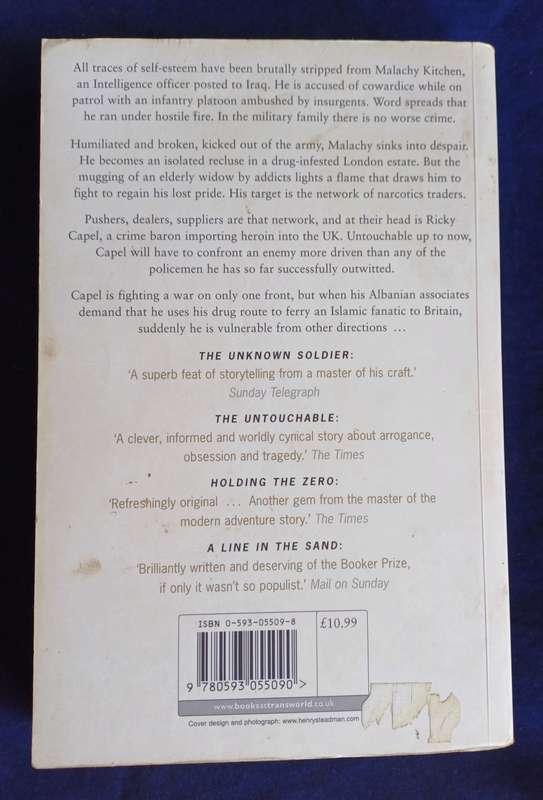 All traces of self-esteem have been brutally stripped from Malachy Kitchen,
an Intelligence officer posted to Iraq. He is accused of cowardice while on
patrol with an infantry platoon ambushed by insurgents. Word spreads that
he ran under hostile fire. In the military family there is no worse crime.
Humiliated and broken, kicked out of the army, Malachy sinks into despair.
He becomes an isolated recluse in a drug-infested London estate. But the
mugging of an elderly widow by addicts lights a flame that draws him to
fight to regain his lost pride. His target is the network of narcotics traders.
Pushers, dealers, suppliers are that network, and at their head is Ricky
Capel, a crime baron importing heroin into the UK. Untouchable up to now,
Capel will have to confront an enemy more driven than any of the
policemen he has so far successfully outwitted.
Capel is fighting a war on only one front, but when his Albanian associates
demand that he uses his drug route to ferry an Islamic fanatic to Britain,
suddenly he is vulnerable from other directions ...
THE UNKNOWN SOLDIER:
'A superb feat of storytelling from a master of his craft.'
Sunday Telegraph
THE UNTOUCHABLE:
'A clever, informed and worldly cynical story about arrogance,
obsession and tragedy.' The Times
HOLDING THE ZERO:
'Refreshingly original ... Another gem from the master of the
modern adventure story.' The Times
A LINE IN THE SAND:
'Brilliantly written and deserving of the Booker Prize,
if only it wasn't so populist.' Mail on Sunday
ISBN 0-593-05509-8
£10.99
9 780593 055090 >
www.booksattransworld.co.uk
Cover design and photograph: www.henrysteadman.com